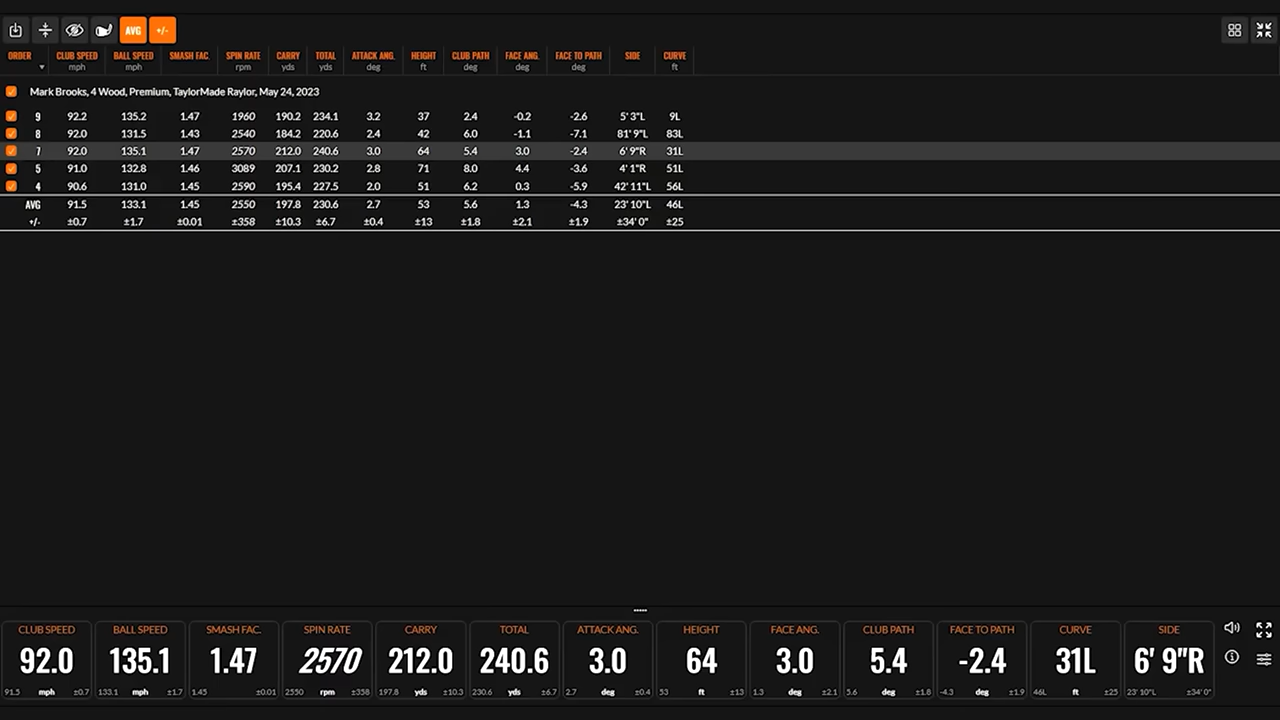 AVG +/-
ORDER CLUB SPEED BALL SPEED SMASH FAC. SPIN RATE CARRY TOTAL ATTACK ANG. HEIGHT CLUB PATH FACE ANG. FACE TO PATH SIDE CURVE
mph mph rpm yds yds deg ft deg deg deg ft
Mark Brooks, 4 Wood, Premium, TaylorMade Raylor, May 24, 2023
9 92.2 135.2 1.47 1960 190.2 234.1 3.2 37 2.4 -0.2 -2.6 5' 3"L 9L
8 92.0 131.5 1.43 2540 184.2 220.6 2.4 42 6.0 -1.1 -7.1 81' 9"L 83L
7 92.0 135.1 1.47 2570 212.0 240.6 3.0 64 5.4 3.0 -2.4 6' 9"R 31L
5 91.0 132.8 1.46 3089 207.1 230.2 2.8 71 8.0 4.4 -3.6 4' 1"R 51L
4 90.6 131.0 1.45 2590 195.4 227.5 2.0 51 6.2 0.3 -5.9 42' 11"L 56L
AVG 91.5 133.1 1.45 2550 197.8 230.6 2.7 53 5.6 1.3 -4.3 23' 10"L 46L
+/- ±0.7 ±1.7 ±0.01 ±358 ±10.3 ±6.7 ±0.4 ±13 ±1.8 ±2.1 ±1.9 ±34' 0" ±25
CLUB SPEED BALL SPEED SMASH FAC. SPIN RATE CARRY TOTAL ATTACK ANG. HEIGHT FACE ANG. CLUB PATH FACE TO PATH CURVE SIDE
92.0 135.1 1.47 2570 212.0 240.6 3.0 64 3.0 5.4 -2.4 31L 6' 9"R
91.5 mph ±0.7 133.1 mph ±1.7 1.45 ±0.01 2550 rpm ±358 197.8 yds ±10.3 230.6 yds ±6.7 2.7 deg ±0.4 53 ft ±13 1.3 deg ±2.1 5.6 deg ±1.8 -4.3 deg ±1.9 46L ft ±25 23' 10"L ±34' 0"